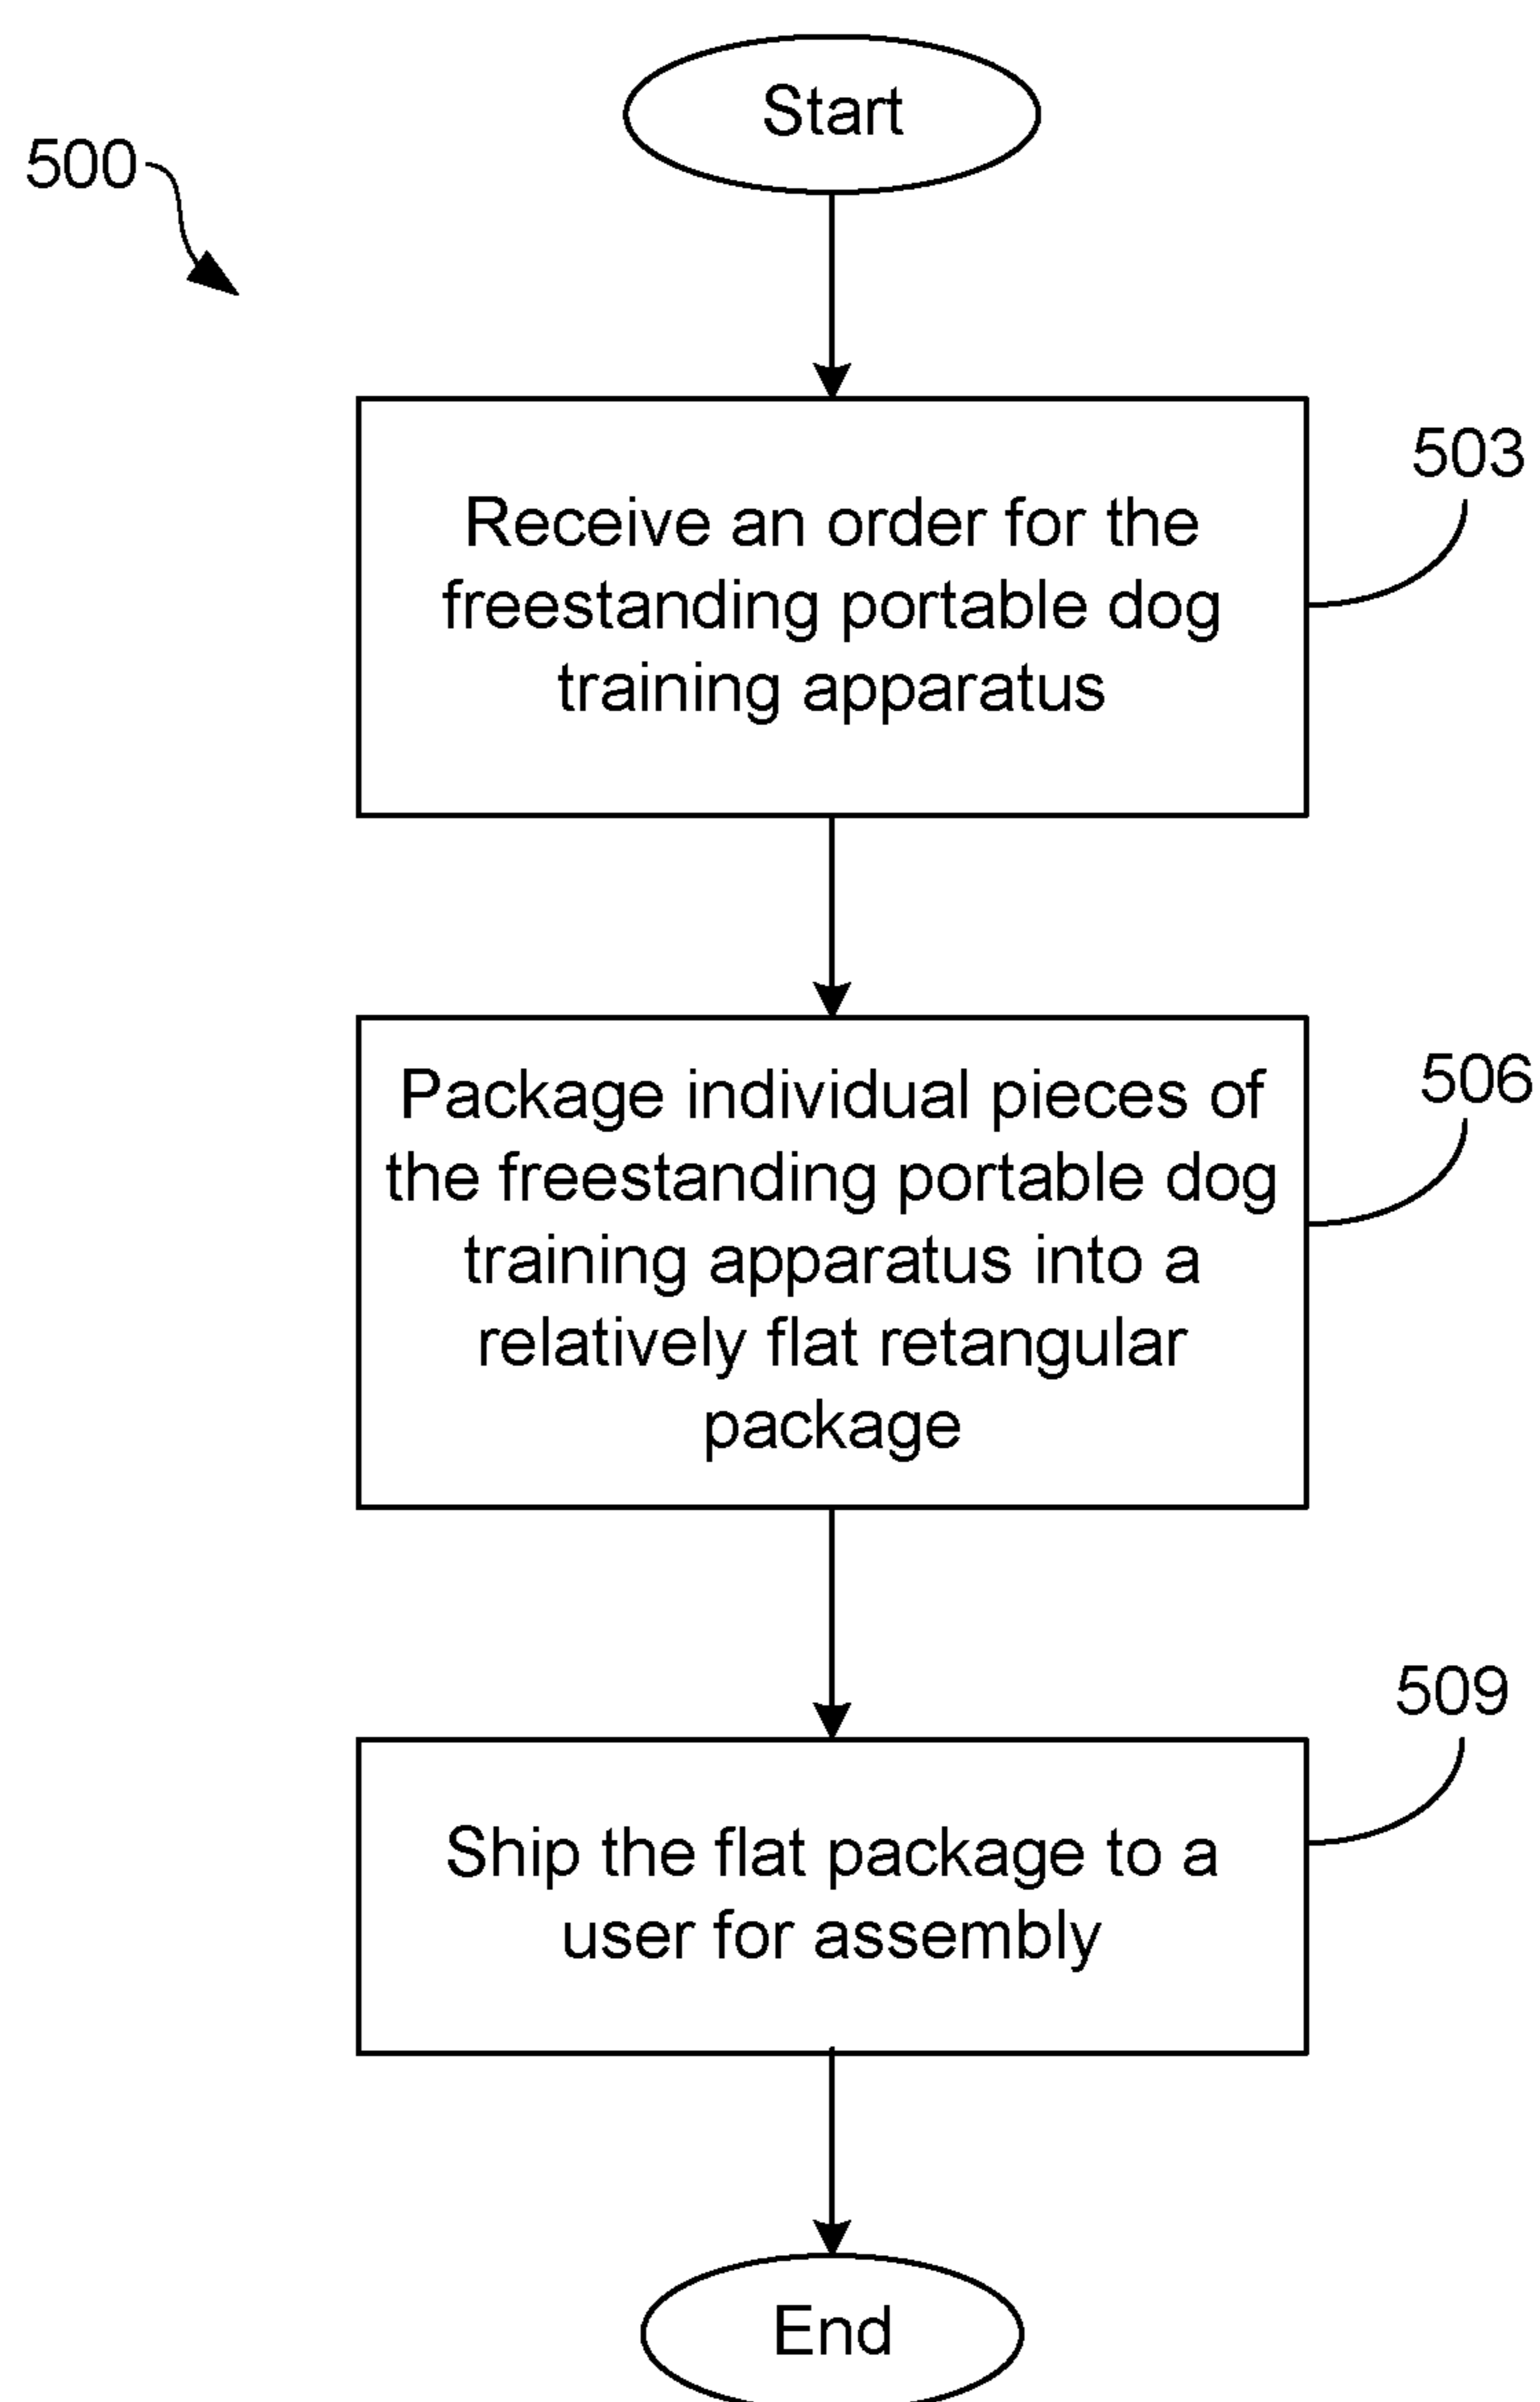 Start
500
503
Receive an order for the
freestanding portable dog
training apparatus
506
Package individual pieces of
the freestanding portable dog
training apparatus into a
relatively flat retangular
package
509
Ship the flat package to a
user for assembly
End